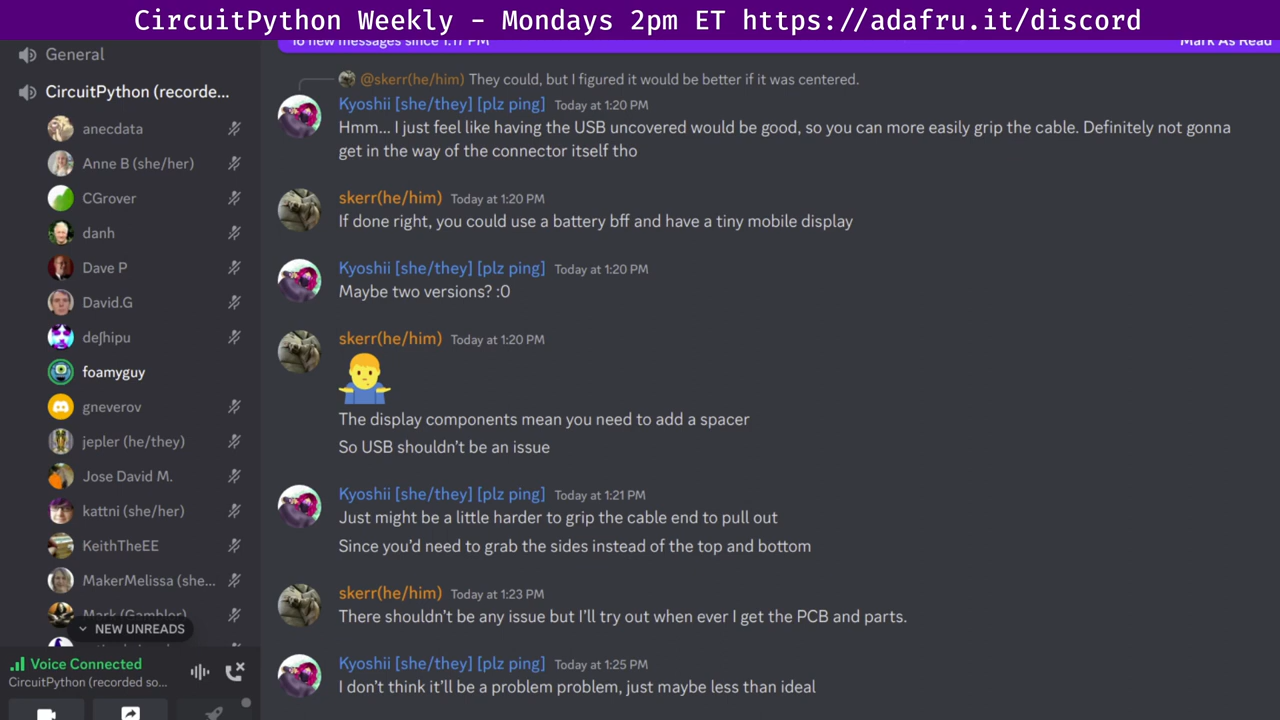 CircuitPython Weekly - Mondays 2pm ET https://adafru.it/discord
16 new messages since 1:17 PM
Mark As Read
General
CircuitPython (recorde...
anecdata
Anne B (she/her)
CGrover
danh
Dave P
David.G
deʃhipu
foamyguy
gneverov
jepler (he/they)
Jose David M.
kattni (she/her)
KeithTheEE
MakerMelissa (she...
Mark (Gambler)
NEW UNREADS
Voice Connected
CircuitPython (recorded so...
@skerr(he/him) They could, but I figured it would be better if it was centered.
Kyoshii [she/they] [plz ping] Today at 1:20 PM
Hmm... I just feel like having the USB uncovered would be good, so you can more easily grip the cable. Definitely not gonna
get in the way of the connector itself tho
skerr(he/him) Today at 1:20 PM
If done right, you could use a battery bff and have a tiny mobile display
Kyoshii [she/they] [plz ping] Today at 1:20 PM
Maybe two versions? :0
skerr(he/him) Today at 1:20 PM
The display components mean you need to add a spacer
So USB shouldn't be an issue
Kyoshii [she/they] [plz ping] Today at 1:21 PM
Just might be a little harder to grip the cable end to pull out
Since you'd need to grab the sides instead of the top and bottom
skerr(he/him) Today at 1:23 PM
There shouldn't be any issue but I'll try out when ever I get the PCB and parts.
Kyoshii [she/they] [plz ping] Today at 1:25 PM
I don't think it'll be a problem problem, just maybe less than ideal